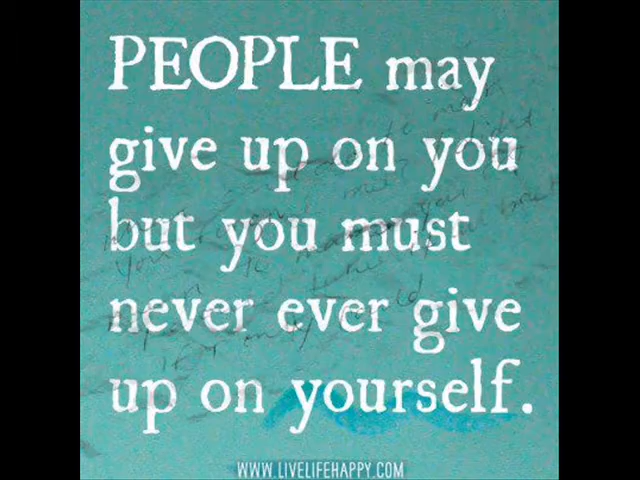 PEOPLE may
give up on you
but you must
never ever give
up on yourself.
WWW.LIVELIFEHAPPY.COM